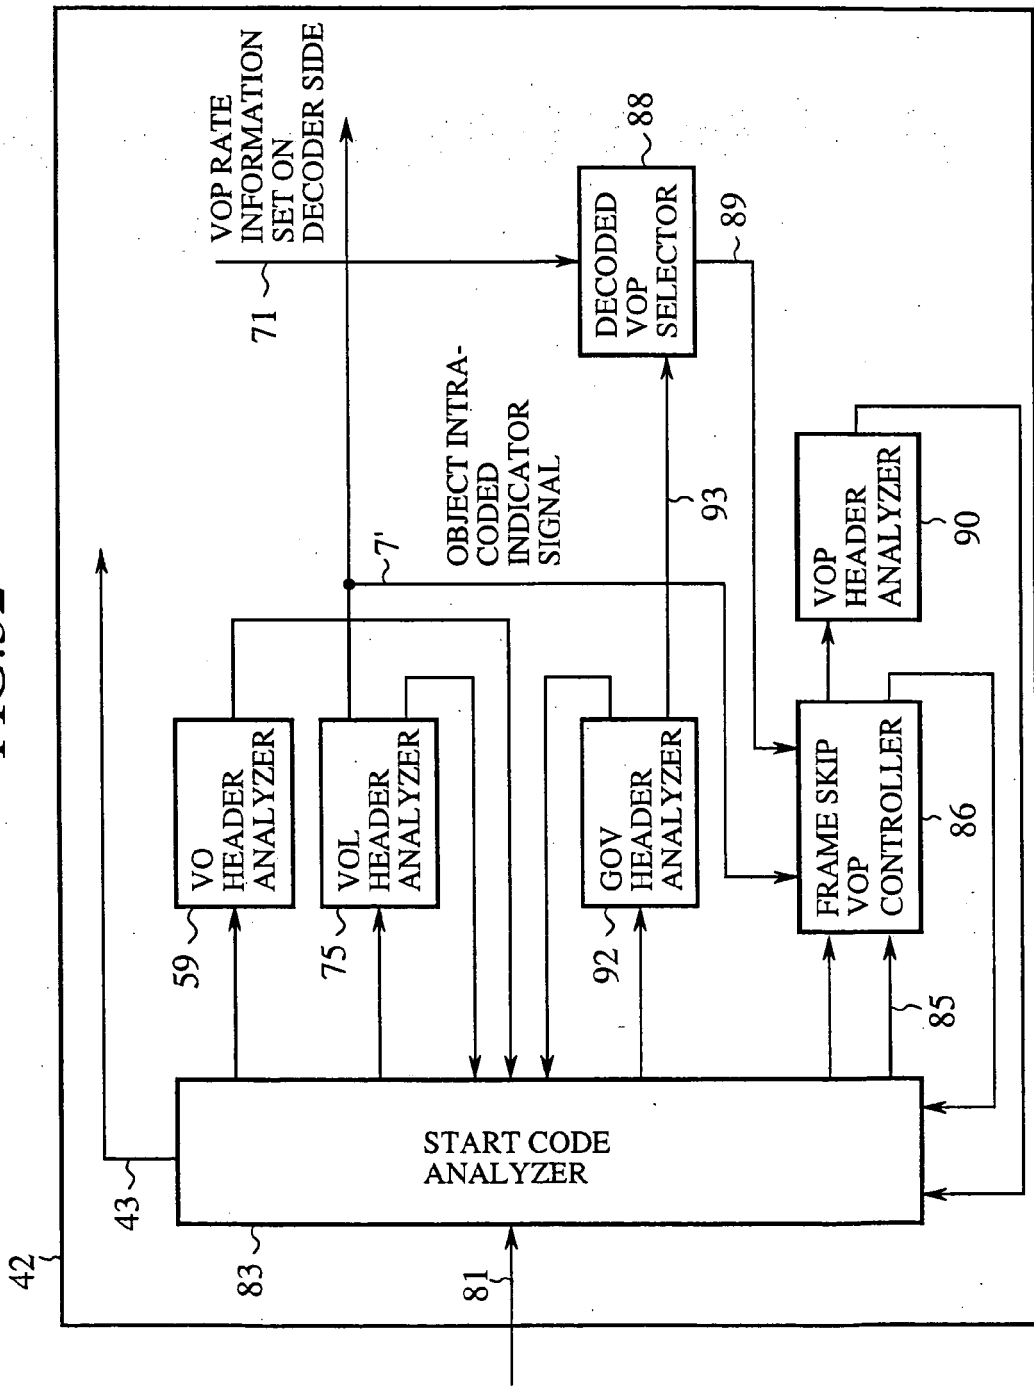 42
43
83
81
START CODE
ANALYZER
59
VO
HEADER
ANALYZER
75
VOL
HEADER
ANALYZER
92
GOV
HEADER
ANALYZER
85
FRAME SKIP
VOP
CONTROLLER
86
VOP
HEADER
ANALYZER
90
7'
OBJECT INTRA-
CODED
INDICATOR
SIGNAL
93
71
VOP RATE
INFORMATION
SET ON
DECODER SIDE
DECODED
VOP
SELECTOR
88
89